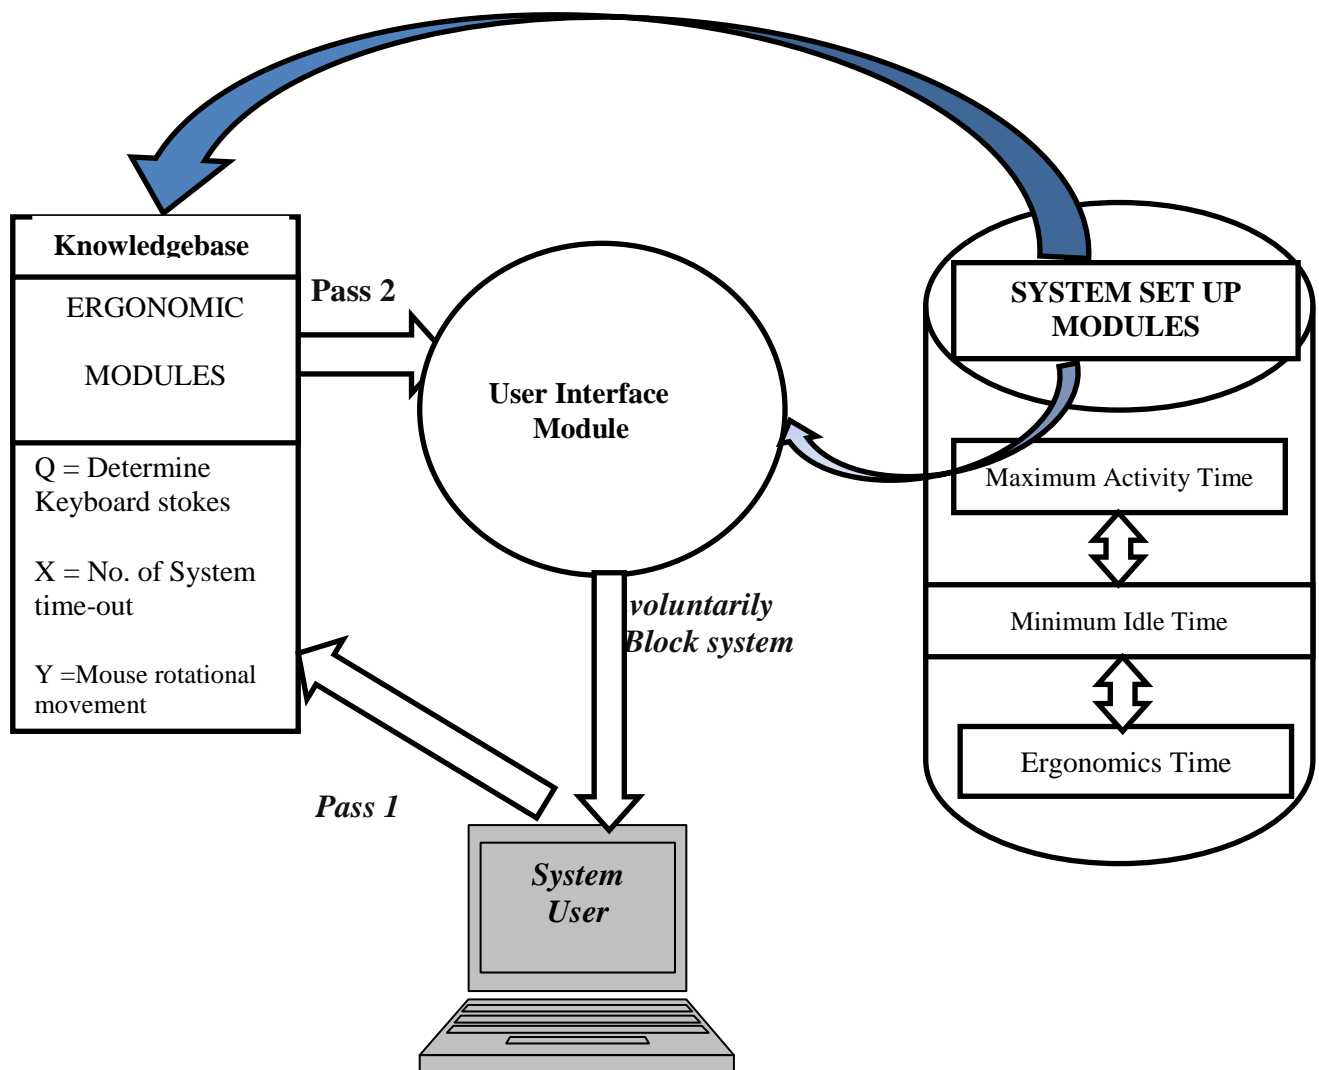 Knowledgebase
ERGONOMIC
MODULES
Q = Determine
Keyboard stokes
X = No. of System
time-out
Y =Mouse rotational
movement
Pass 2
User Interface
Module
voluntarily
Block system
Pass 1
System
User
SYSTEM SET UP
MODULES
Maximum Activity Time
Minimum Idle Time
Ergonomics Time